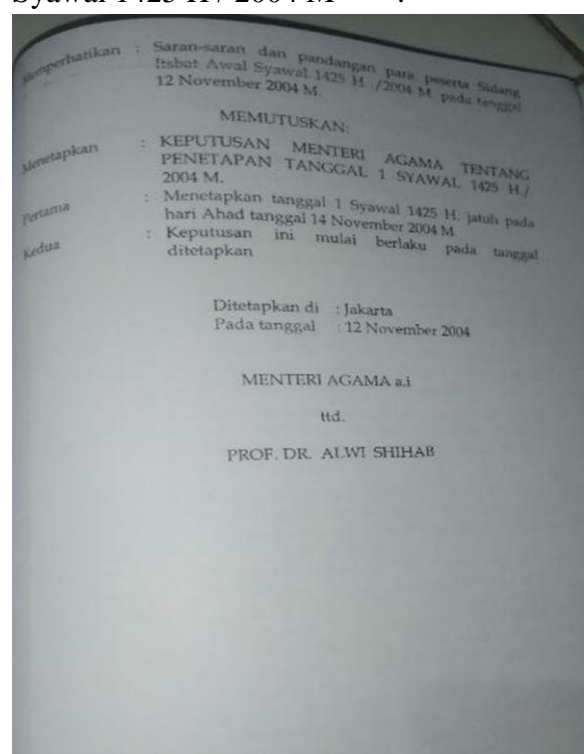 Syawal 1425 H / 2004 M
Memperhatikan : Saran-saran dan pandangan para peserta Sidang
Itsbat Awal Syawal 1425 H /2004 M pada tanggal
12 November 2004 M.
MEMUTUSKAN:
Menetapkan : KEPUTUSAN MENTERI AGAMA TENTANG
PENETAPAN TANGGAL 1 SYAWAL 1425 H./
2004 M.
Pertama : Menetapkan tanggal 1 Syawal 1425 H. jatuh pada
hari Ahad tanggal 14 November 2004 M.
Kedua : Keputusan ini mulai berlaku pada tanggal
ditetapkan
Ditetapkan di : Jakarta
Pada tanggal : 12 November 2004
MENTERI AGAMA a.i
ttd.
PROF. DR. ALWI SHIHAB